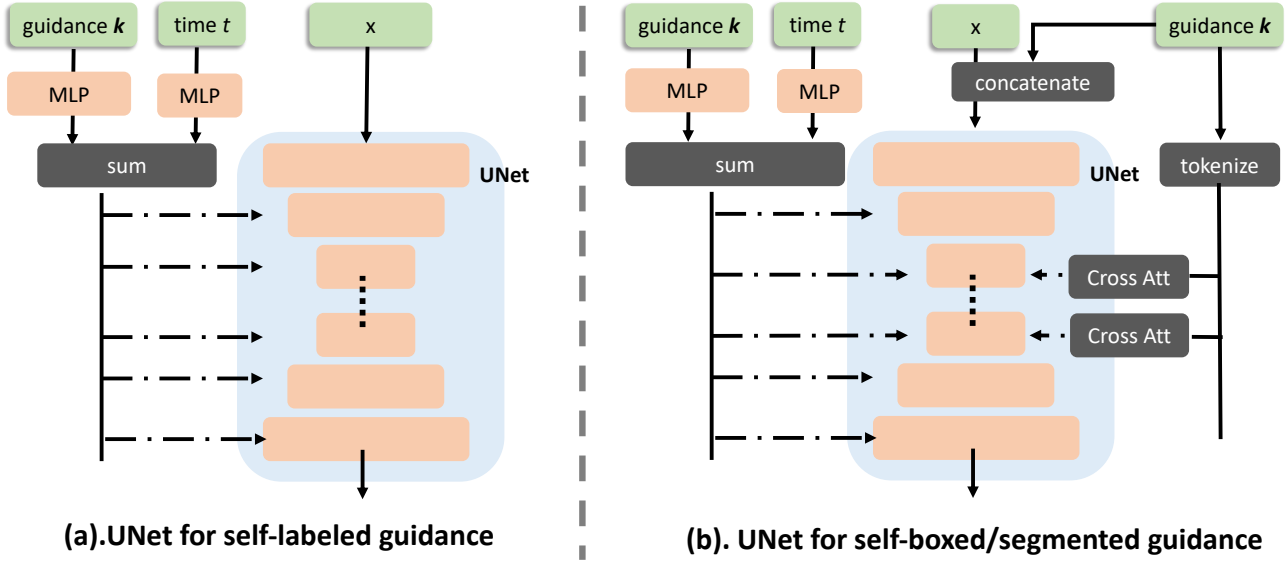 guidance k
time t
x
MLP
MLP
sum
UNet
(a).UNet for self-labeled guidance
guidance k
time t
x
guidance k
MLP
MLP
concatenate
sum
tokenize
UNet
Cross Att
Cross Att
(b). UNet for self-boxed/segmented guidance